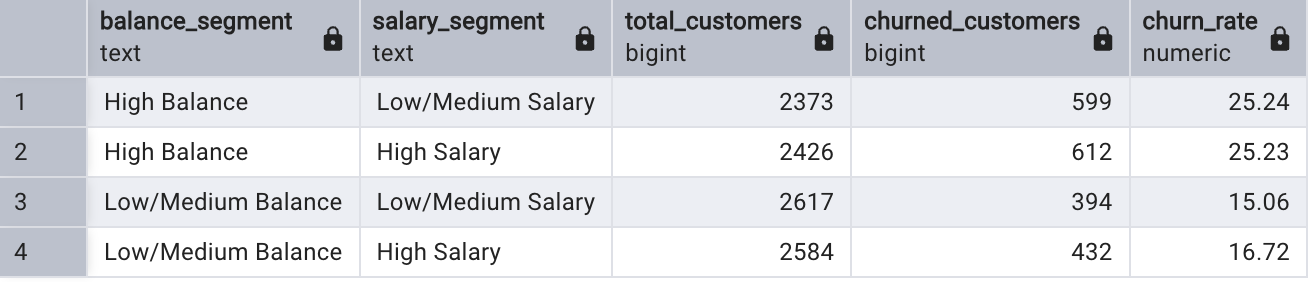 balance_segment salary_segment total_customers churned_customers churn_rate
text text bigint bigint numeric
1 High Balance Low/Medium Salary 2373 599 25.24
2 High Balance High Salary 2426 612 25.23
3 Low/Medium Balance Low/Medium Salary 2617 394 15.06
4 Low/Medium Balance High Salary 2584 432 16.72